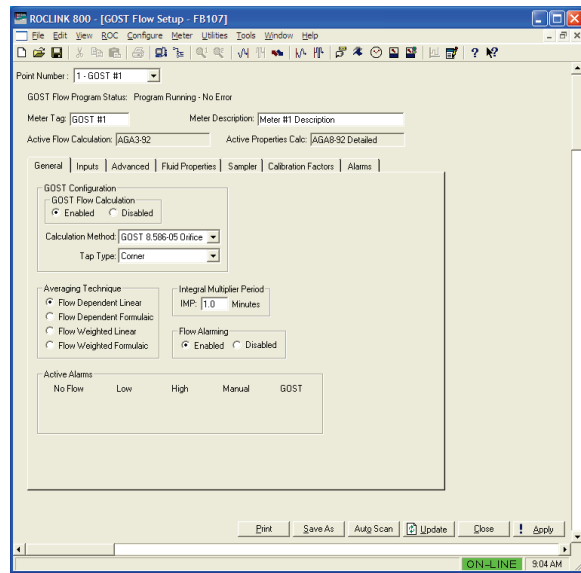 ROCLINK 800 - [GOST Flow Setup - FB107]
File Edit View ROC Configure Meter Utilities Tools Window Help
Point Number : 1 - GOST #1
GOST Flow Program Status: Program Running - No Error
Meter Tag: GOST #1 Meter Description: Meter #1 Description
Active Flow Calculation: AGA3-92 Active Properties Calc: AGA8-92 Detailed
General Inputs Advanced Fluid Properties Sampler Calibration Factors Alarms
GOST Configuration
GOST Flow Calculation
Enabled Disabled
Calculation Method: GOST 8.586-05 Orifice
Tap Type: Corner
Averaging Technique
Flow Dependent Linear
Flow Dependent Formulaic
Flow Weighted Linear
Flow Weighted Formulaic
Integral Multiplier Period
IMP: 1.0 Minutes
Flow Alarming
Enabled Disabled
Active Alarms
No Flow Low High Manual GOST
Print Save As Auto Scan Update Close ! Apply
ON-LINE 9:04 AM